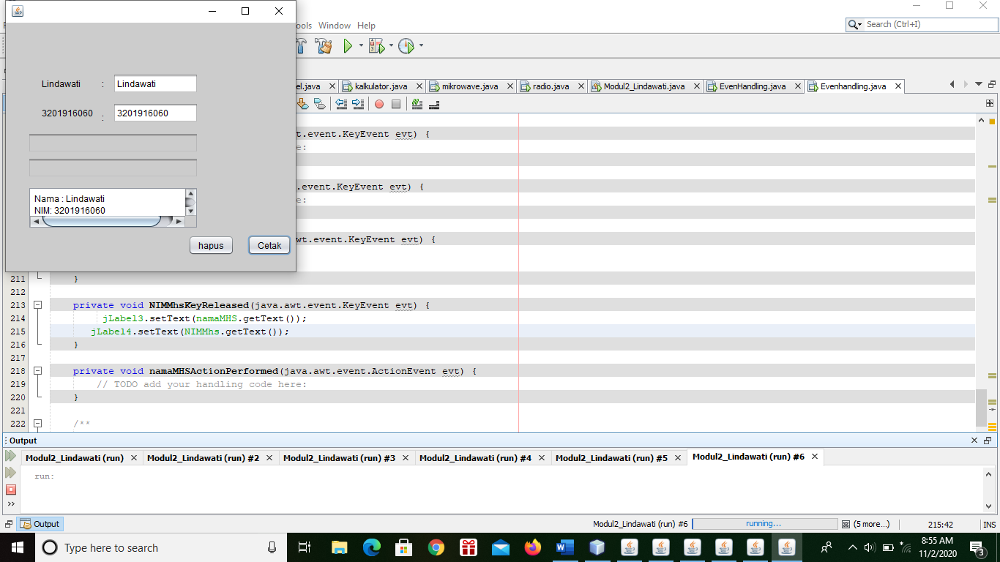 ools Window Help
Search (Ctrl+I)
Lindawati : Lindawati
3201916060 : 3201916060
Nama : Lindawati
NIM: 3201916060
hapus Cetak
el.java kalkulator.java mikrowave.java radio.java Modul2_Lindawati.java EvenHandling.java Evenhandling.java
t.event.KeyEvent evt) {
e:
.event.KeyEvent evt) {
e:
wt.event.KeyEvent evt) {
211 }
212
213 private void NIMMhsKeyReleased(java.awt.event.KeyEvent evt) {
214 jLabel3.setText(namaMHS.getText());
215 jLabel4.setText(NIMMhs.getText());
216 }
217
218 private void namaMHSActionPerformed(java.awt.event.ActionEvent evt) {
219 // TODO add your handling code here:
220 }
221
222 /**
Output
Modul2_Lindawati (run) Modul2_Lindawati (run) #2 Modul2_Lindawati (run) #3 Modul2_Lindawati (run) #4 Modul2_Lindawati (run) #5 Modul2_Lindawati (run) #6
run:
Output Modul2_Lindawati (run) #6 running... (5 more...) 215:42 INS
Type here to search
8:55 AM
11/2/2020
3